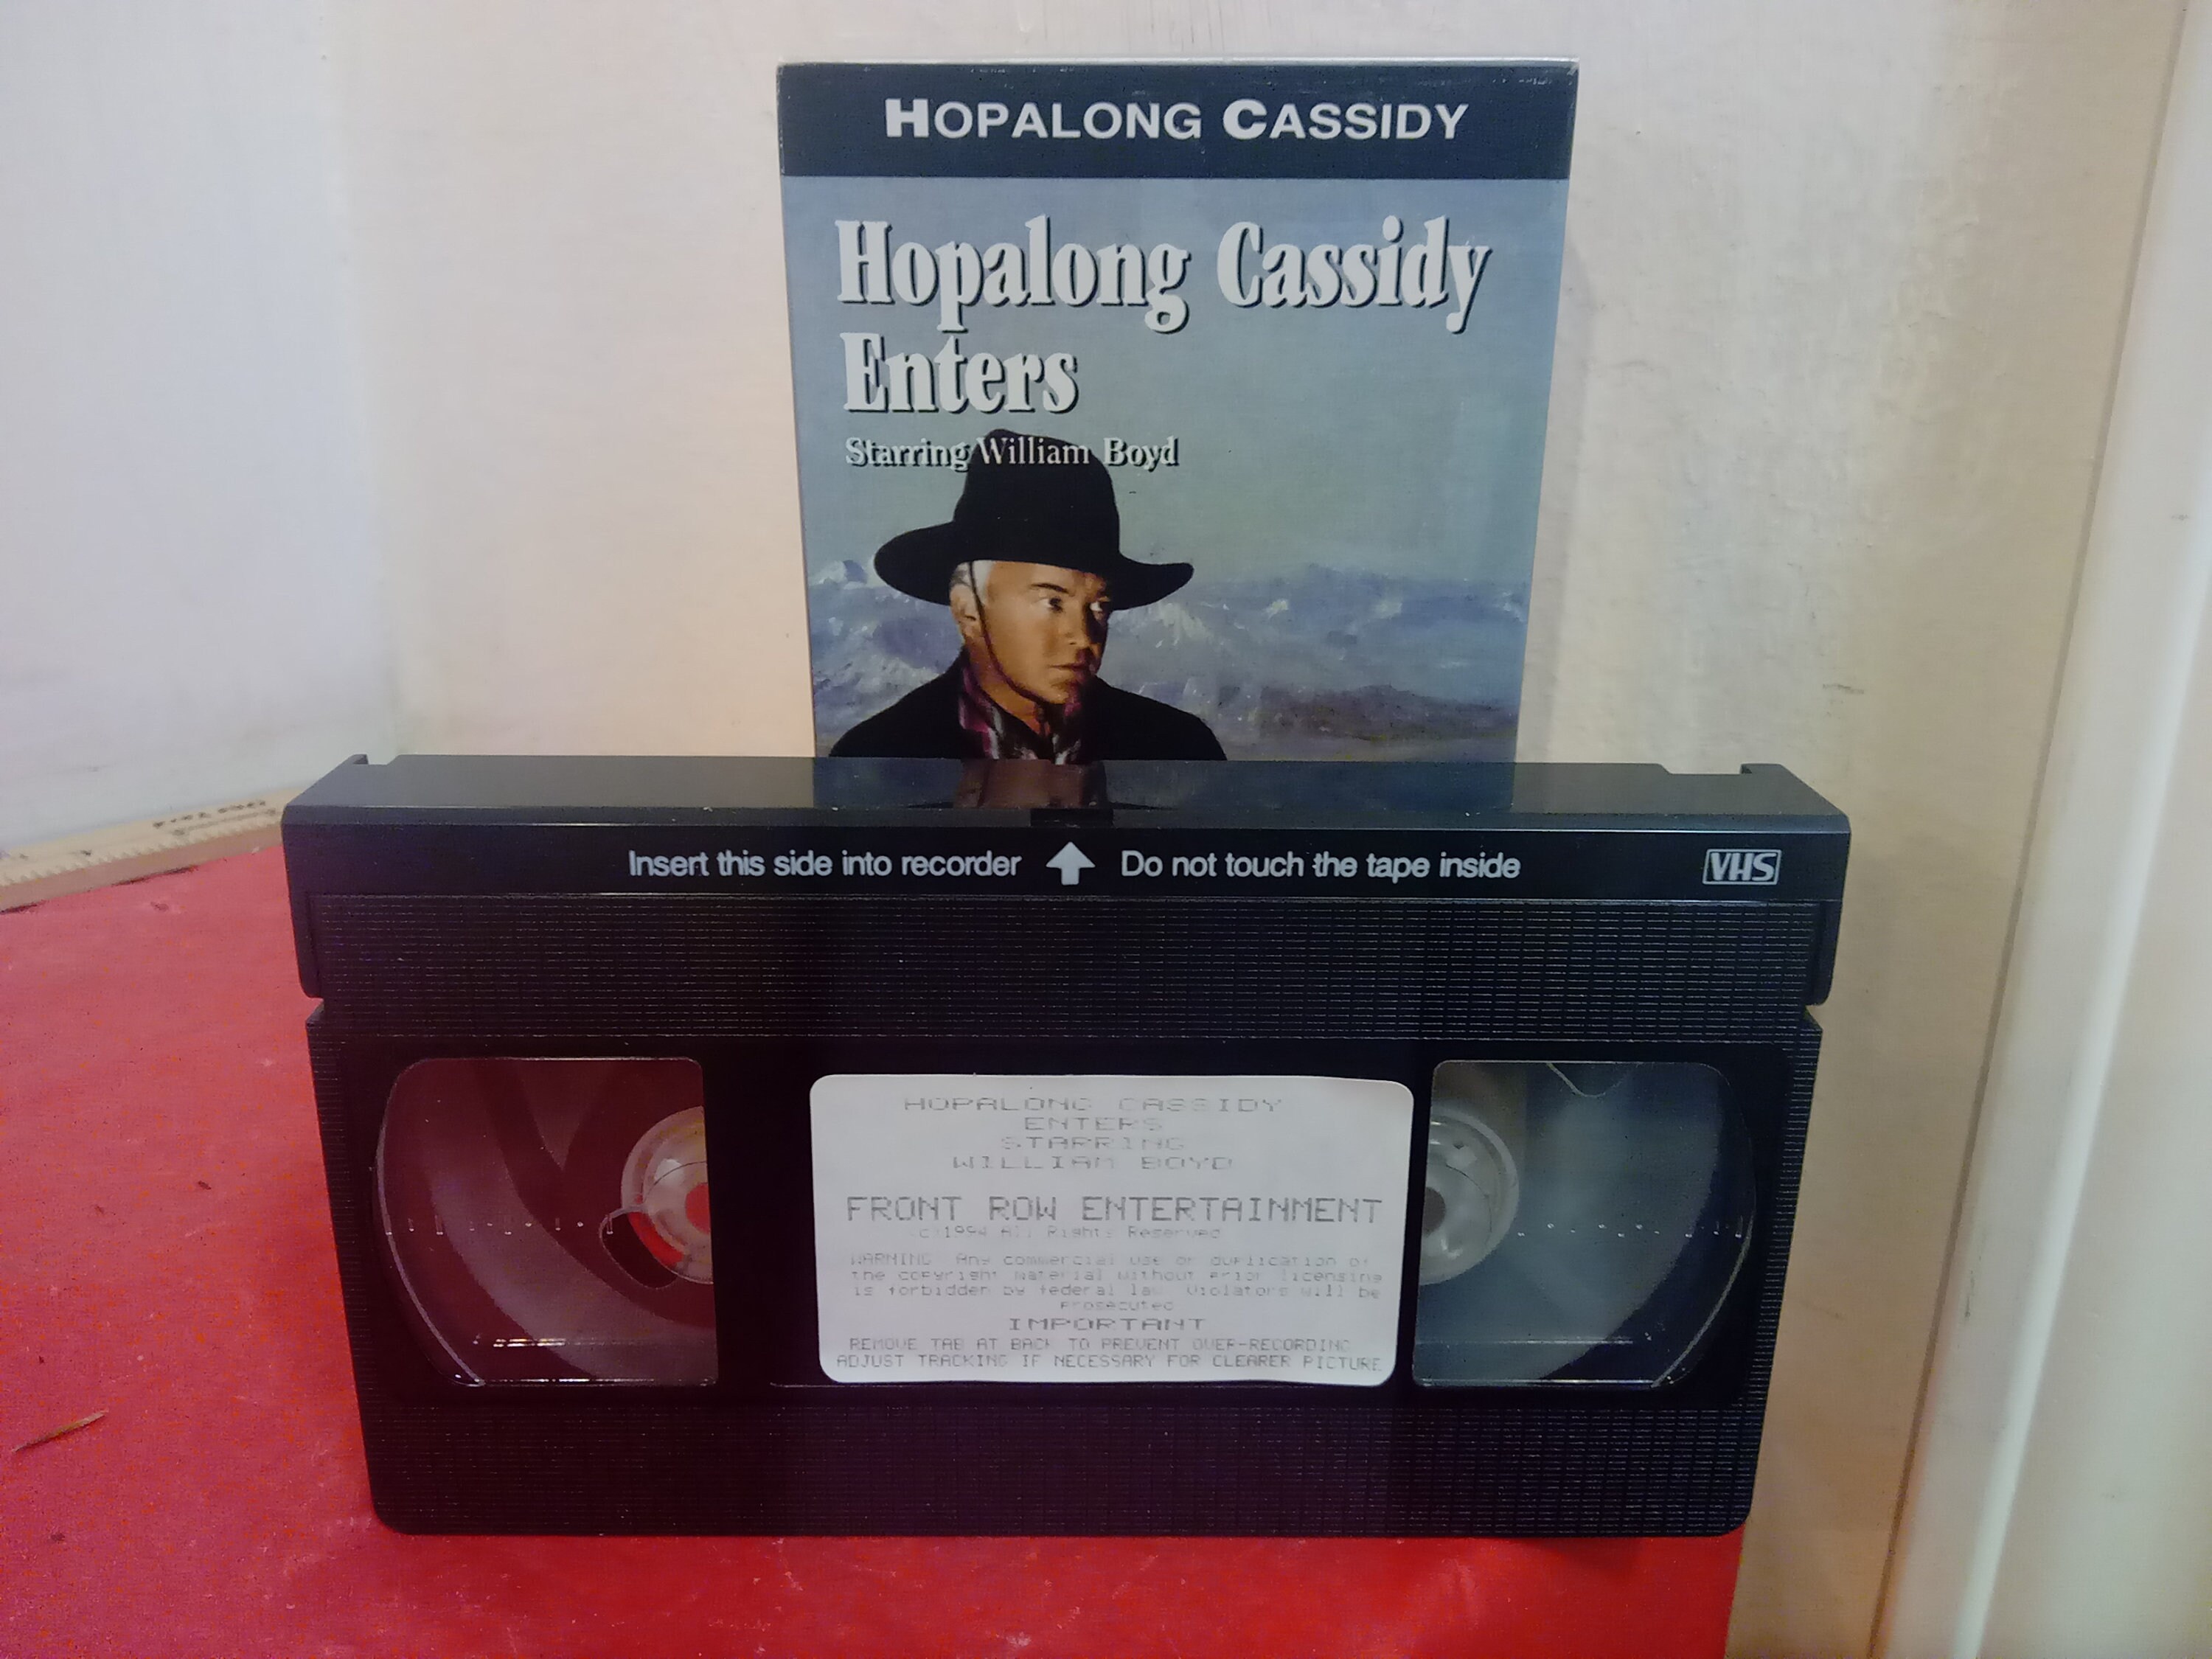 HOPALONG CASSIDY
Hopalong Cassidy
Enters
Starring William Boyd
Insert this side into recorder Do not touch the tape inside VHS
HOPALONG CASSIDY
ENTERS
STARRING
WILLIAM BOYD
FRONT ROW ENTERTAINMENT
(c)1994 All Rights Reserved
WARNING: Any commercial use or duplication of
the copyright material without prior licensing
is forbidden by federal law. Violators will be
prosecuted
IMPORTANT
REMOVE TAB AT BACK TO PREVENT OVER-RECORDING
ADJUST TRACKING IF NECESSARY FOR CLEARER PICTURE